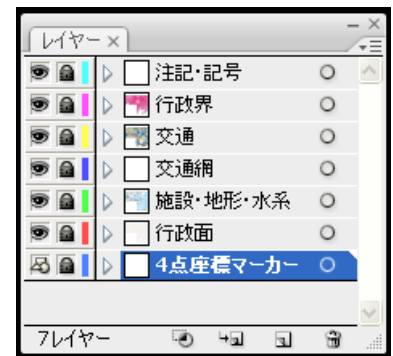 レイヤー ×
注記・記号
行政界
交通
交通網
施設・地形・水系
行政面
4点座標マーカー
7レイヤー